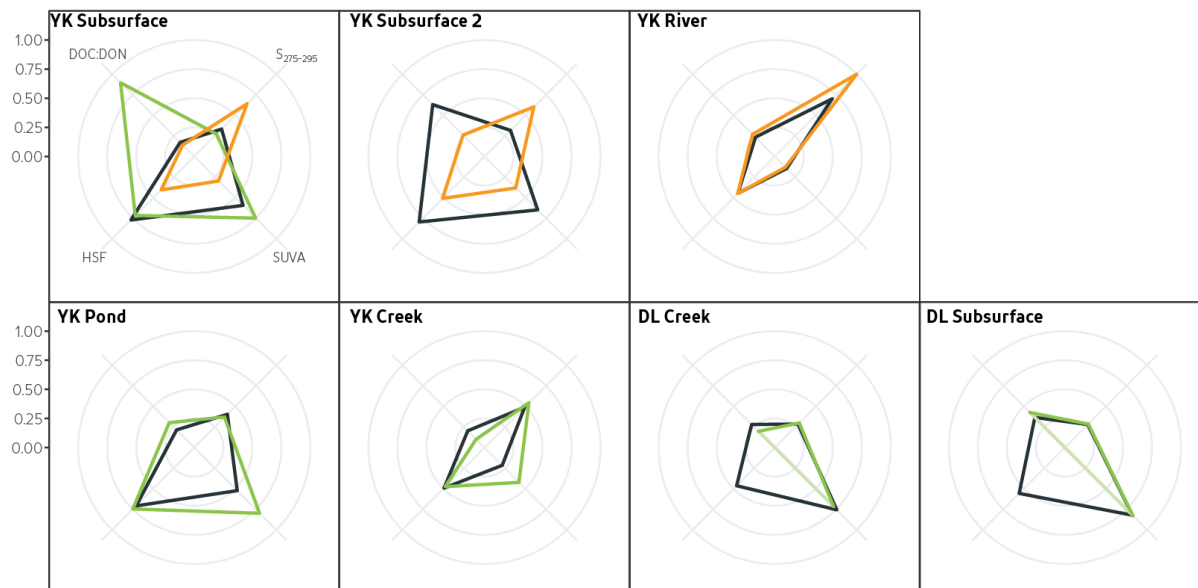 YK Subsurface
YK Subsurface 2
YK River
1.00
0.75
0.50
0.25
0.00
DOC:DON
S275-295
HSF
SUVA
YK Pond
YK Creek
DL Creek
DL Subsurface
1.00
0.75
0.50
0.25
0.00